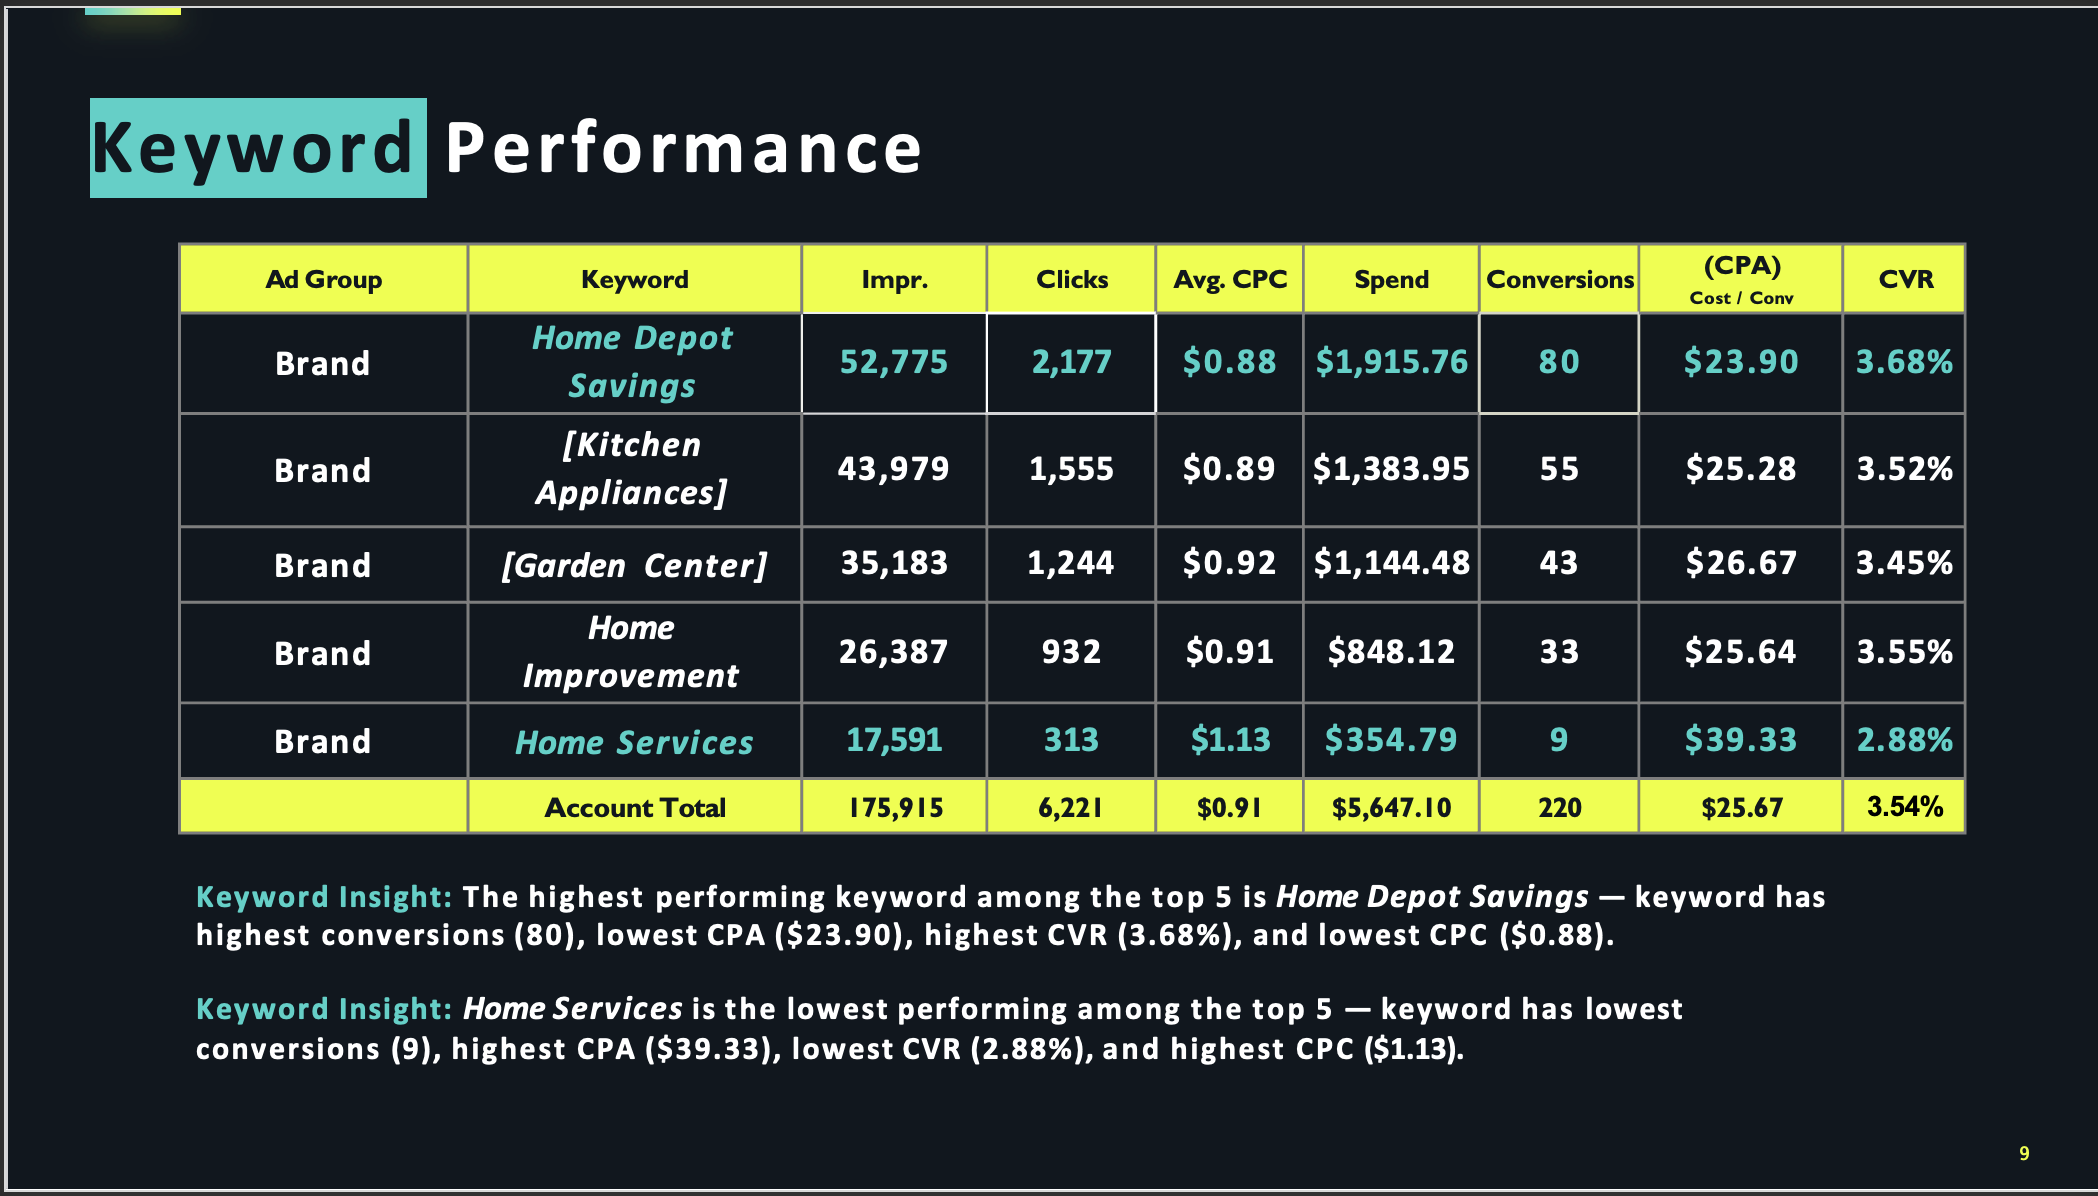 Keyword Performance
Ad Group Keyword Impr. Clicks Avg. CPC Spend Conversions (CPA) Cost / Conv CVR
Brand Home Depot Savings 52,775 2,177 $0.88 $1,915.76 80 $23.90 3.68%
Brand [Kitchen Appliances] 43,979 1,555 $0.89 $1,383.95 55 $25.28 3.52%
Brand [Garden Center] 35,183 1,244 $0.92 $1,144.48 43 $26.67 3.45%
Brand Home Improvement 26,387 932 $0.91 $848.12 33 $25.64 3.55%
Brand Home Services 17,591 313 $1.13 $354.79 9 $39.33 2.88%
Account Total 175,915 6,221 $0.91 $5,647.10 220 $25.67 3.54%
Keyword Insight: The highest performing keyword among the top 5 is Home Depot Savings — keyword has
highest conversions (80), lowest CPA ($23.90), highest CVR (3.68%), and lowest CPC ($0.88).
Keyword Insight: Home Services is the lowest performing among the top 5 — keyword has lowest
conversions (9), highest CPA ($39.33), lowest CVR (2.88%), and highest CPC ($1.13).
9